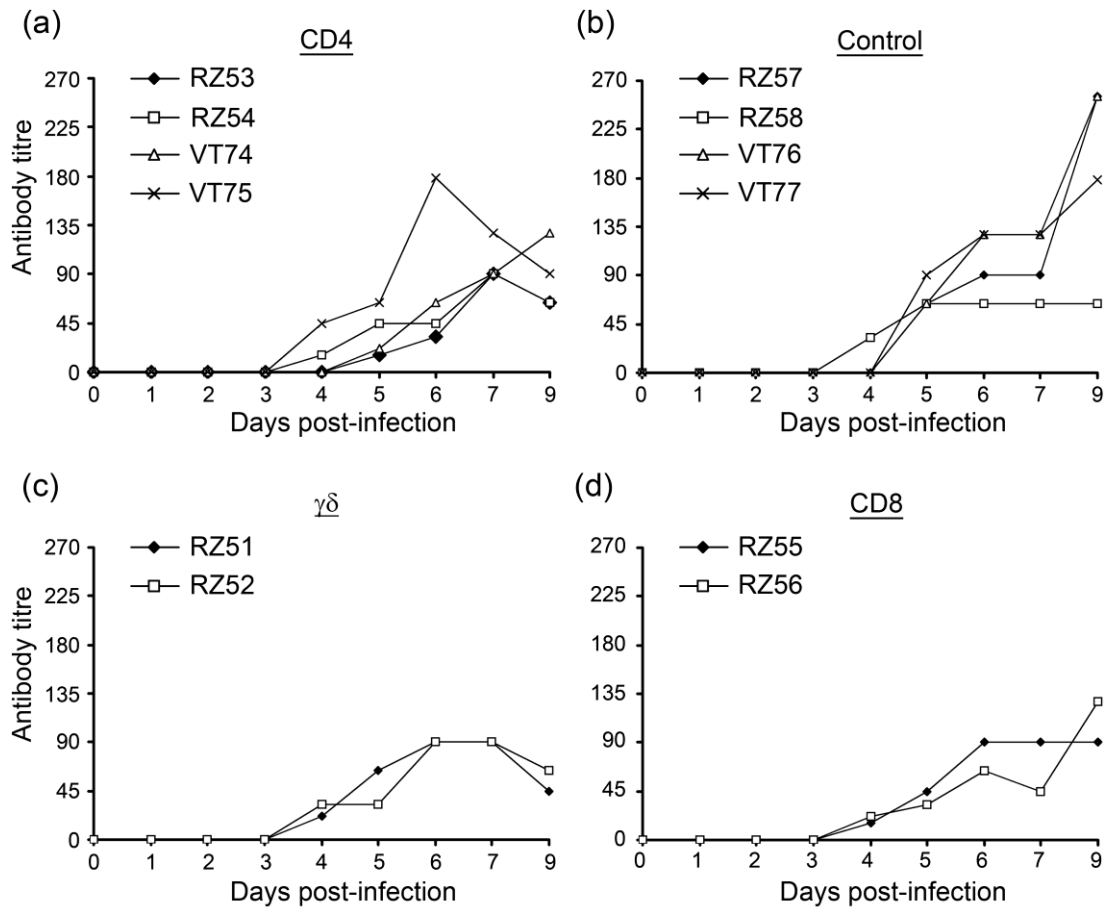 (a)
CD4
RZ53
RZ54
VT74
VT75
Antibody titre
270
225
180
135
90
45
0
0 1 2 3 4 5 6 7 9
Days post-infection
(b)
Control
RZ57
RZ58
VT76
VT77
270
225
180
135
90
45
0
0 1 2 3 4 5 6 7 9
Days post-infection
(c)
γδ
RZ51
RZ52
Antibody titre
270
225
180
135
90
45
0
0 1 2 3 4 5 6 7 9
Days post-infection
(d)
CD8
RZ55
RZ56
270
225
180
135
90
45
0
0 1 2 3 4 5 6 7 9
Days post-infection